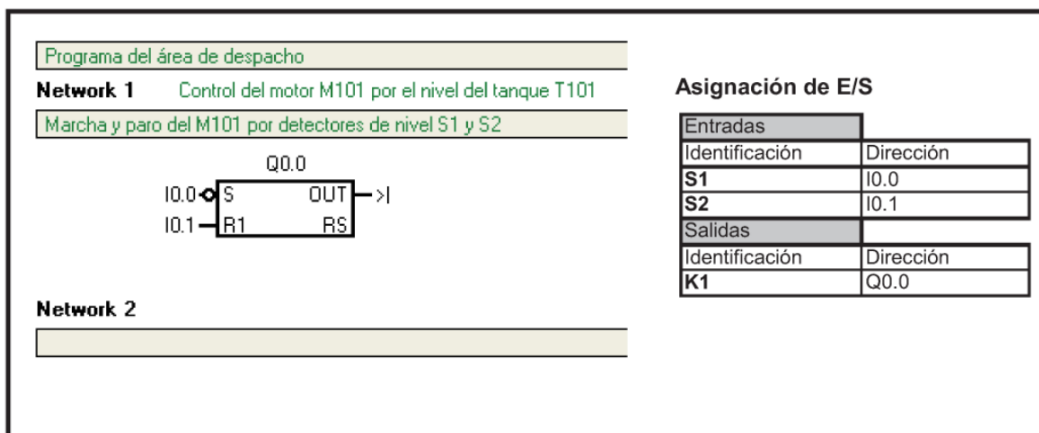 Programa del área de despacho
Network 1 Control del motor M101 por el nivel del tanque T101
Marcha y paro del M101 por detectores de nivel S1 y S2
Q0.0
I0.0 S OUT >|
I0.1 R1 RS
Network 2
Asignación de E/S
Entradas
Identificación Dirección
S1 I0.0
S2 I0.1
Salidas
Identificación Dirección
K1 Q0.0